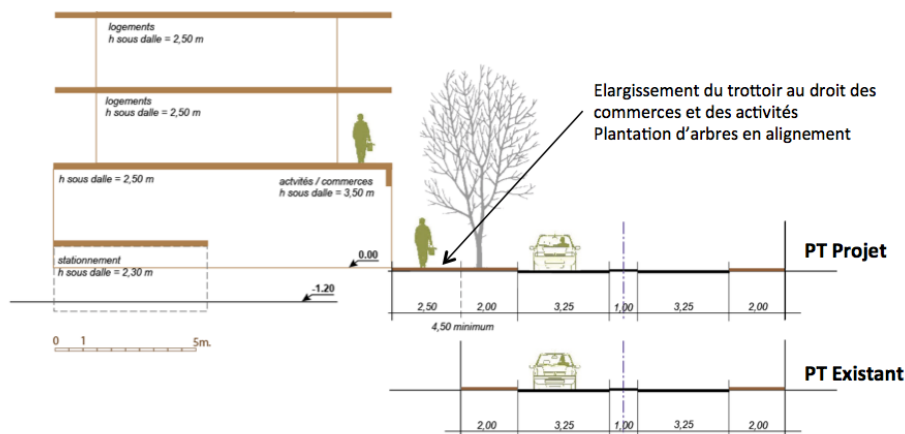 logements
h sous dalle = 2,50 m
logements
h sous dalle = 2,50 m
Elargissement du trottoir au droit des
commerces et des activités
Plantation d'arbres en alignement
h sous dalle = 2,50 m
actvités / commerces
h sous dalle = 3,50 m
stationnement
h sous dalle = 2,30 m
0.00
-1.20
PT Projet
2,50 2,00 3,25 1,00 3,25 2,00
4,50 minimum
0 1 5m.
PT Existant
2,00 3,25 1,00 3,25 2,00